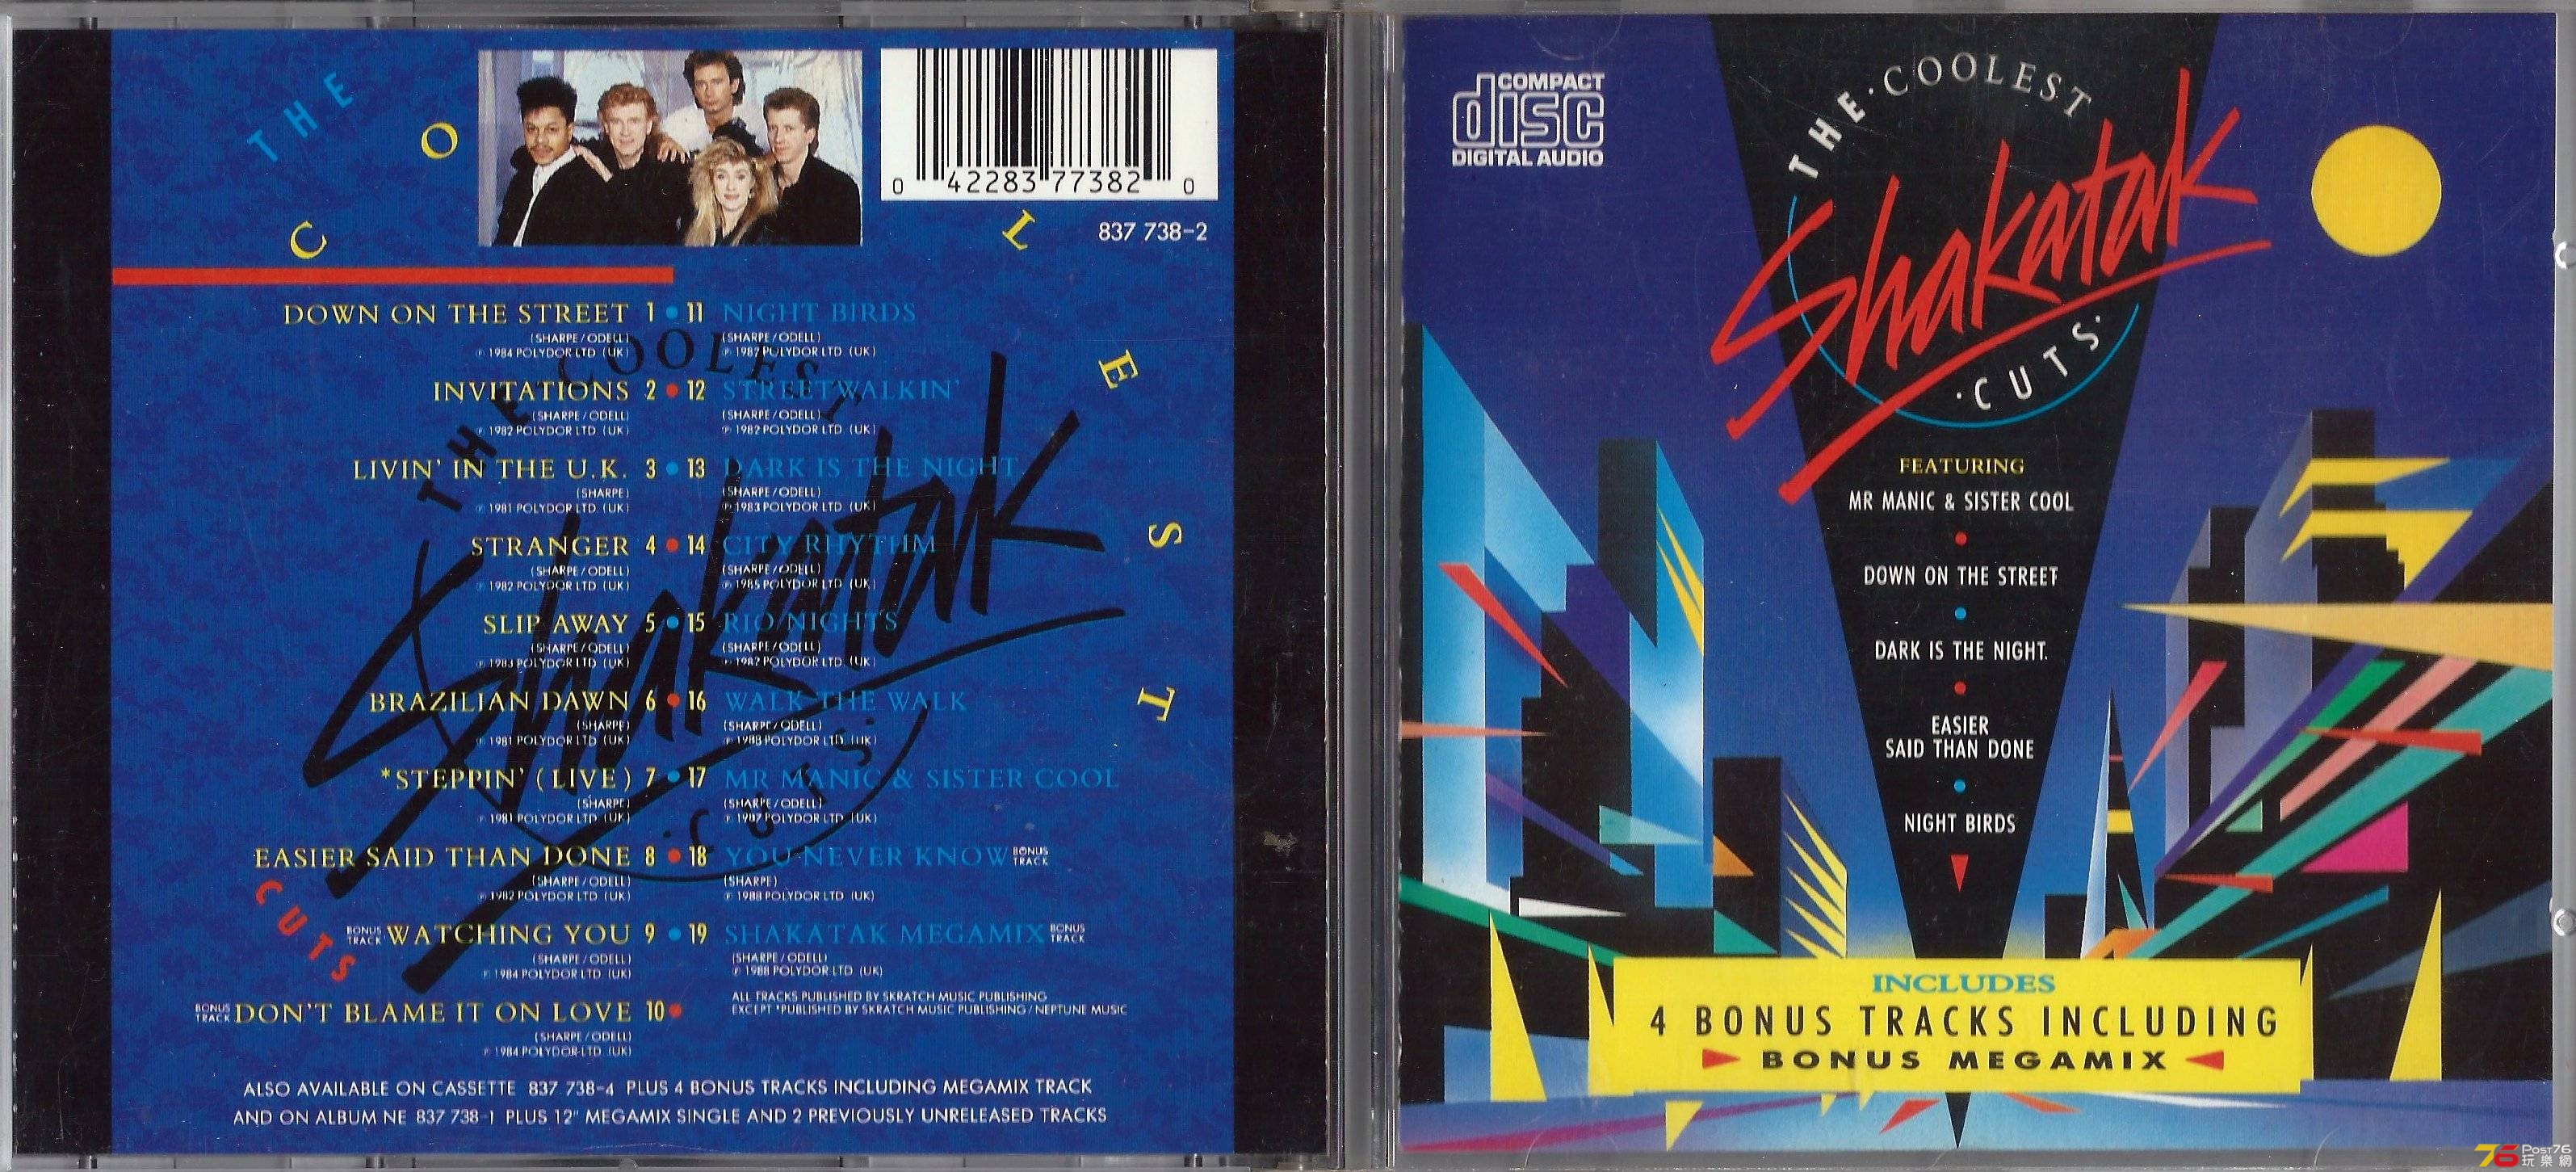 THE COOLEST CUTS
0 42283 77382 0
837 738-2
DOWN ON THE STREET 1
(SHARPE/ODELL)
℗ 1984 POLYDOR LTD (UK)
INVITATIONS 2
(SHARPE/ODELL)
℗ 1982 POLYDOR LTD (UK)
LIVIN' IN THE U.K. 3
(SHARPE)
℗ 1981 POLYDOR LTD (UK)
STRANGER 4
(SHARPE/ODELL)
℗ 1982 POLYDOR LTD (UK)
SLIP AWAY 5
(SHARPE/ODELL)
℗ 1983 POLYDOR LTD (UK)
BRAZILIAN DAWN 6
(SHARPE)
℗ 1981 POLYDOR LTD (UK)
*STEPPIN' (LIVE) 7
(SHARPE)
℗ 1981 POLYDOR LTD (UK)
EASIER SAID THAN DONE 8
(SHARPE/ODELL)
℗ 1982 POLYDOR LTD (UK)
BONUS TRACK WATCHING YOU 9
(SHARPE/ODELL)
℗ 1984 POLYDOR LTD (UK)
BONUS TRACK DON'T BLAME IT ON LOVE 10
(SHARPE/ODELL)
℗ 1984 POLYDOR LTD (UK)
11 NIGHT BIRDS
(SHARPE/ODELL)
℗ 1982 POLYDOR LTD (UK)
12 STREETWALKIN'
(SHARPE/ODELL)
℗ 1982 POLYDOR LTD (UK)
13 DARK IS THE NIGHT
(SHARPE/ODELL)
℗ 1983 POLYDOR LTD (UK)
14 CITY RHYTHM
(SHARPE/ODELL)
℗ 1985 POLYDOR LTD (UK)
15 RIO NIGHTS
(SHARPE/ODELL)
POLYDOR LTD (UK)
16 WALK THE WALK
(SHARPE/ODELL)
℗ 1988 POLYDOR LTD (UK)
17 MR MANIC & SISTER COOL
(SHARPE/ODELL)
℗ 1987 POLYDOR LTD (UK)
18 YOU NEVER KNOW BONUS TRACK
(SHARPE)
℗ 1988 POLYDOR LTD (UK)
19 SHAKATAK MEGAMIX BONUS TRACK
(SHARPE/ODELL)
℗ 1988 POLYDOR LTD (UK)
ALL TRACKS PUBLISHED BY SKRATCH MUSIC PUBLISHING
EXCEPT *PUBLISHED BY SKRATCH MUSIC PUBLISHING/NEPTUNE MUSIC
THE COOLEST
Shakatak
·CUTS·
ALSO AVAILABLE ON CASSETTE 837 738-4 PLUS 4 BONUS TRACKS INCLUDING MEGAMIX TRACK
AND ON ALBUM NE 837 738-1 PLUS 12" MEGAMIX SINGLE AND 2 PREVIOUSLY UNRELEASED TRACKS
COMPACT
disc
DIGITAL AUDIO
THE·COOLEST
Shakatak
·CUTS·
FEATURING
MR MANIC & SISTER COOL
DOWN ON THE STREET
DARK IS THE NIGHT.
EASIER
SAID THAN DONE
NIGHT BIRDS
INCLUDES
4 BONUS TRACKS INCLUDING
BONUS MEGAMIX
76 Post76
玩樂網